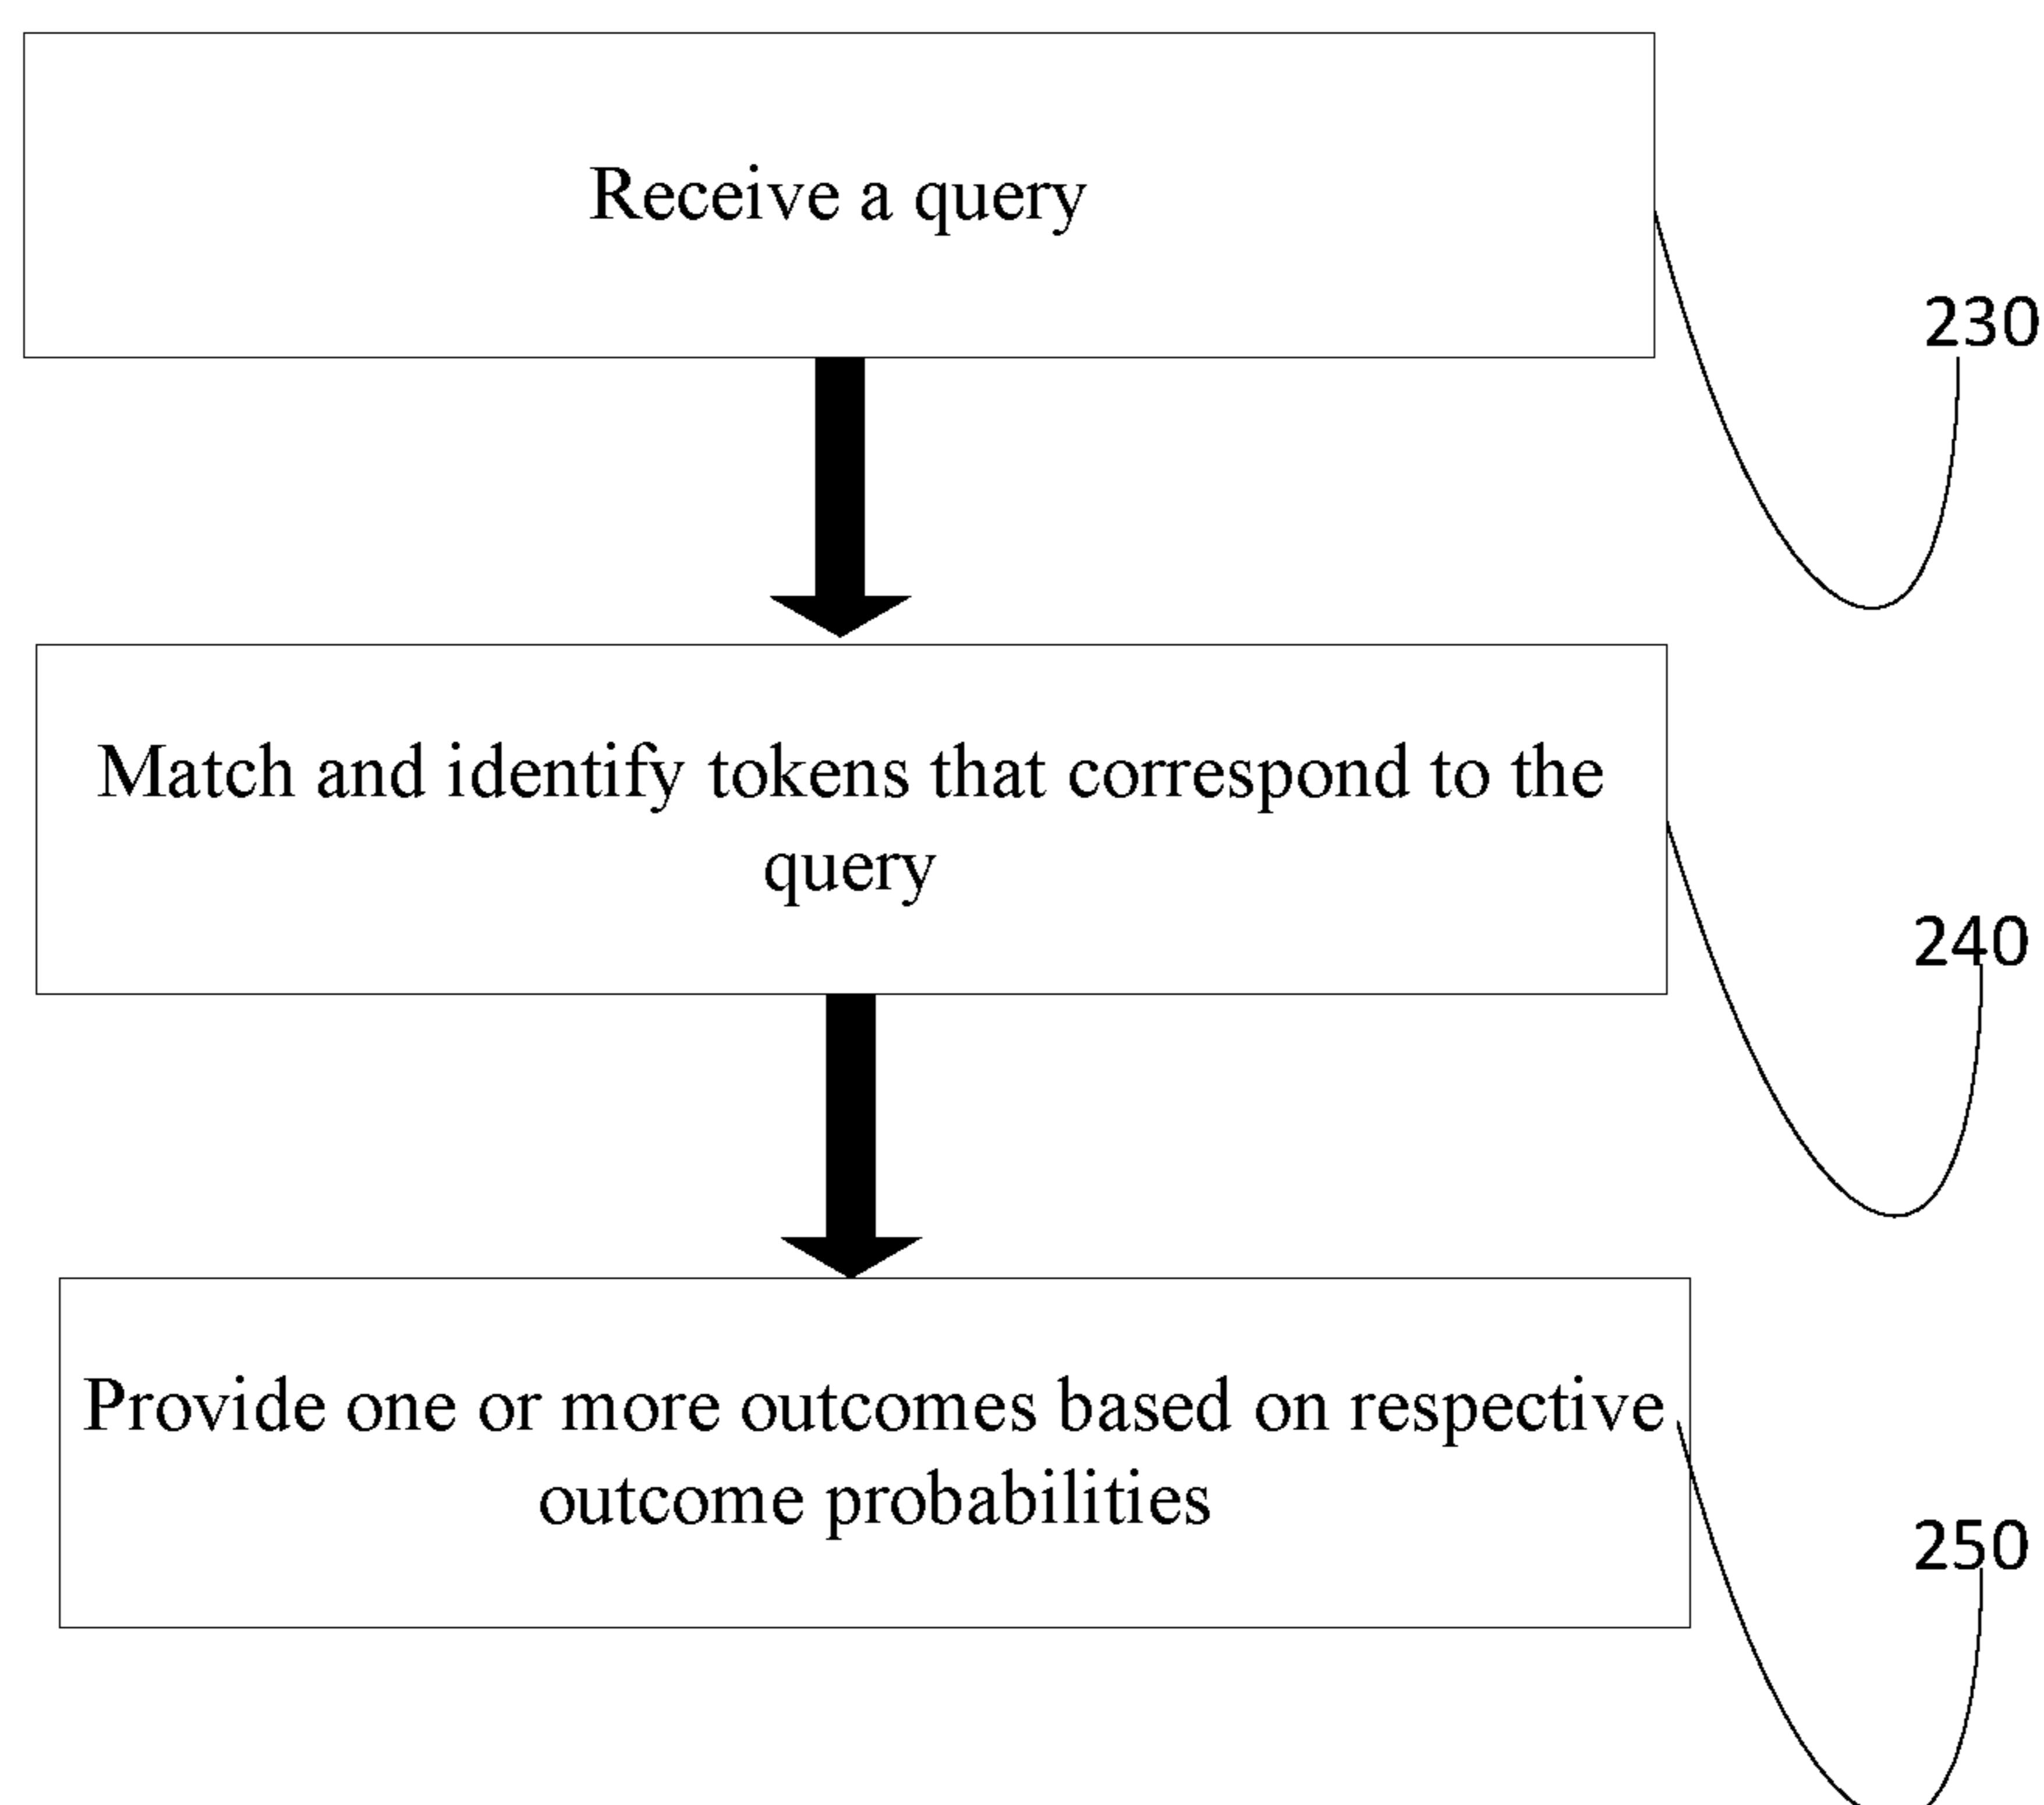 Receive a query
230
Match and identify tokens that correspond to the
query
240
Provide one or more outcomes based on respective
outcome probabilities
250